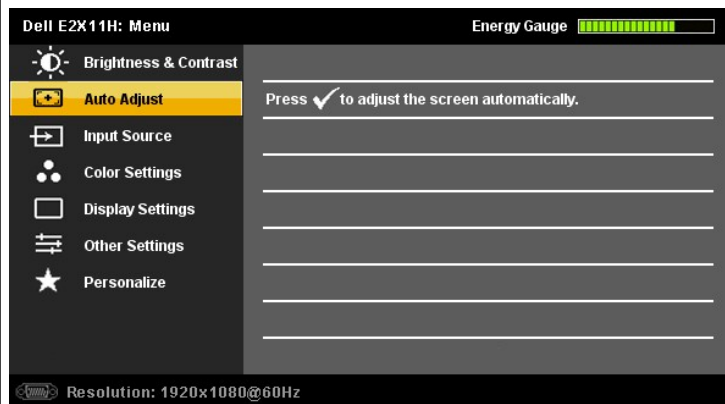 Dell E2X11H: Menu
Energy Gauge
Brightness & Contrast
Auto Adjust
Press ✓ to adjust the screen automatically.
Input Source
Color Settings
Display Settings
Other Settings
Personalize
Resolution: 1920x1080@60Hz